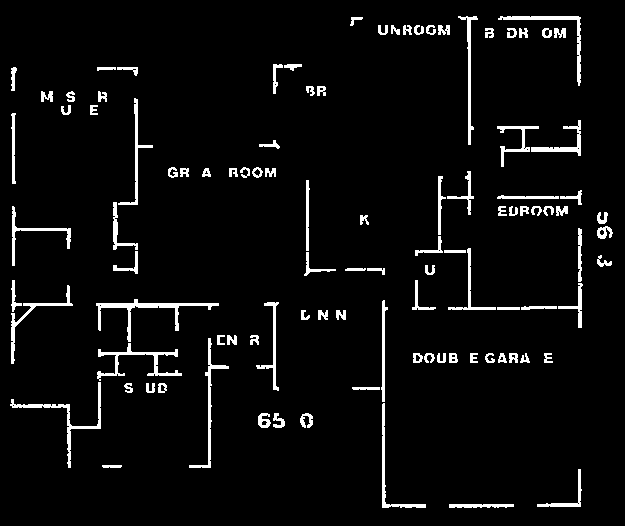 UNROOM
B DR OM
BR
M S R
U E
GR A ROOM
EDROOM
K
56 3
U
D N N
EN R
DOUB E GARA E
S UD
65 0